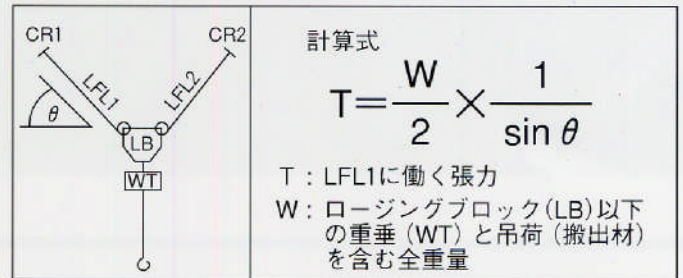 CR1
CR2
LFL1
LFL2
θ
LB
WT
計算式
T=W/2×1/sin θ
T:LFL1に働く張力
W:ロージングブロック(LB)以下
の重垂(WT)と吊荷(搬出材)
を含む全重量